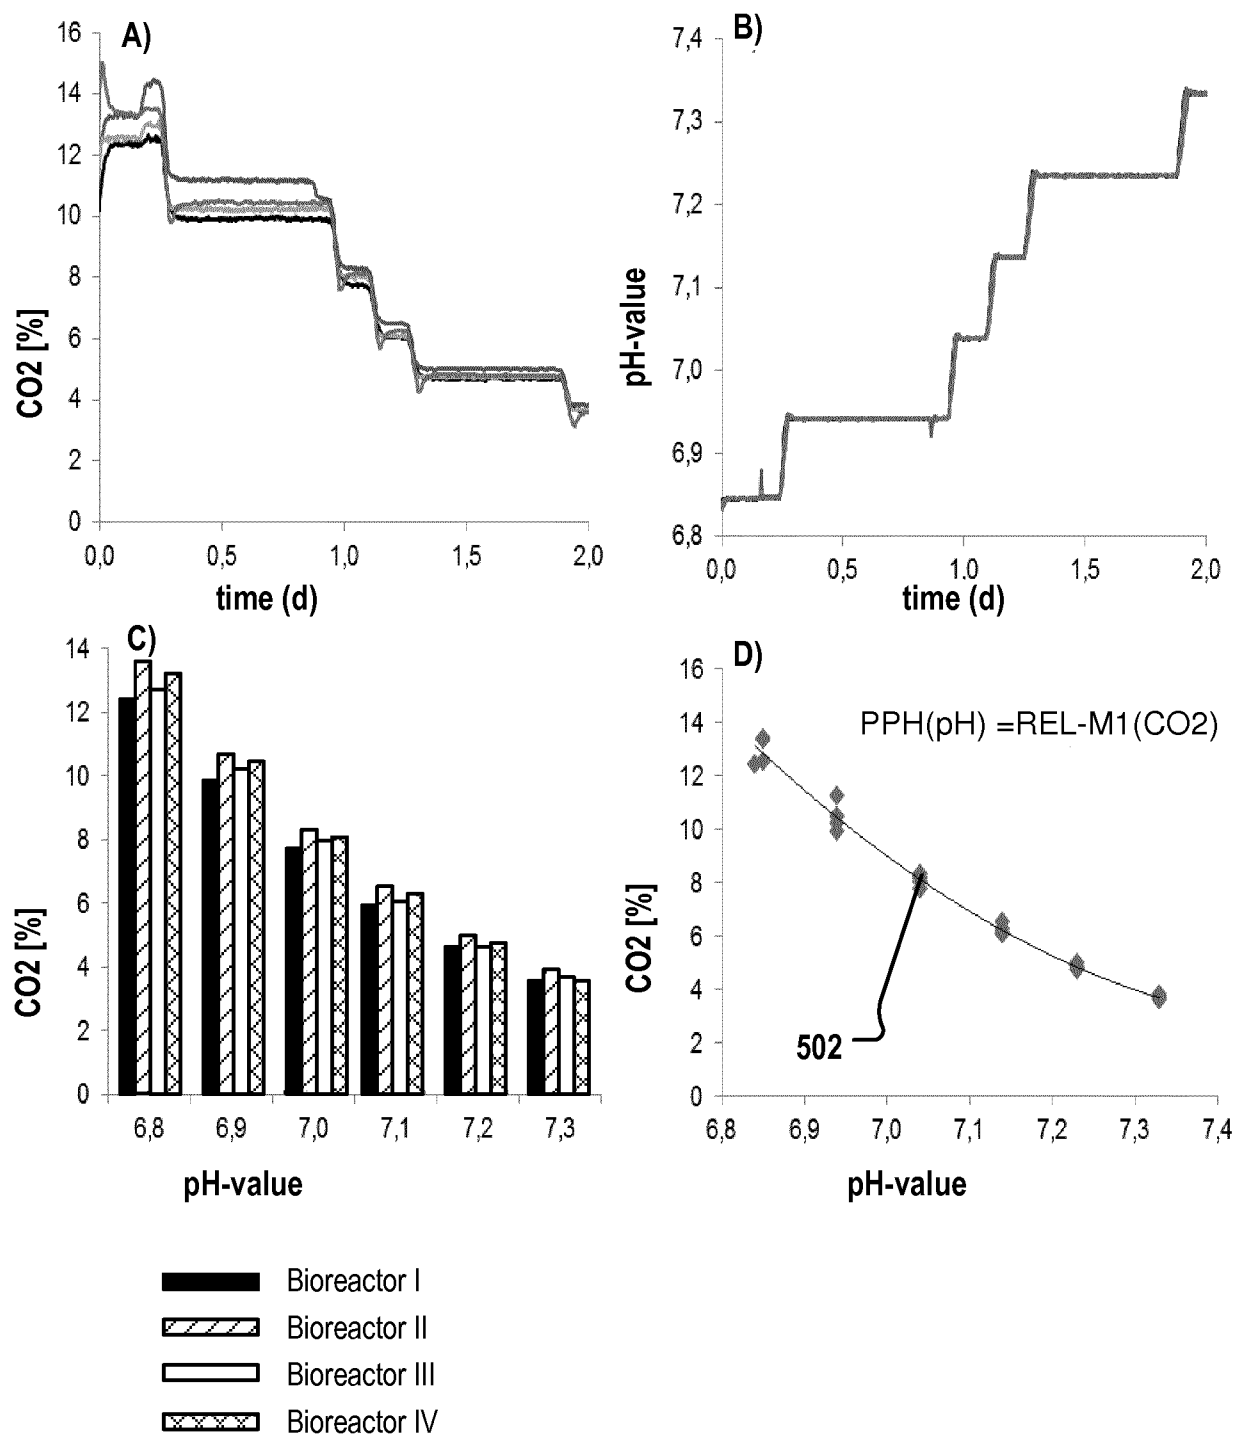 A)
16
14
12
10
8
6
4
2
0
CO2 [%]
0,0 0,5 1,0 1,5 2,0
time (d)
B)
7,4
7,3
7,2
7,1
7,0
6,9
6,8
pH-value
0,0 0,5 1,0 1,5 2,0
time (d)
C)
14
12
10
8
6
4
2
0
CO2 [%]
6,8 6,9 7,0 7,1 7,2 7,3
pH-value
D)
16
14
12
10
8
6
4
2
0
CO2 [%]
PPH(pH) =REL-M1(CO2)
502
6,8 6,9 7,0 7,1 7,2 7,3 7,4
pH-value
Bioreactor I
Bioreactor II
Bioreactor III
Bioreactor IV